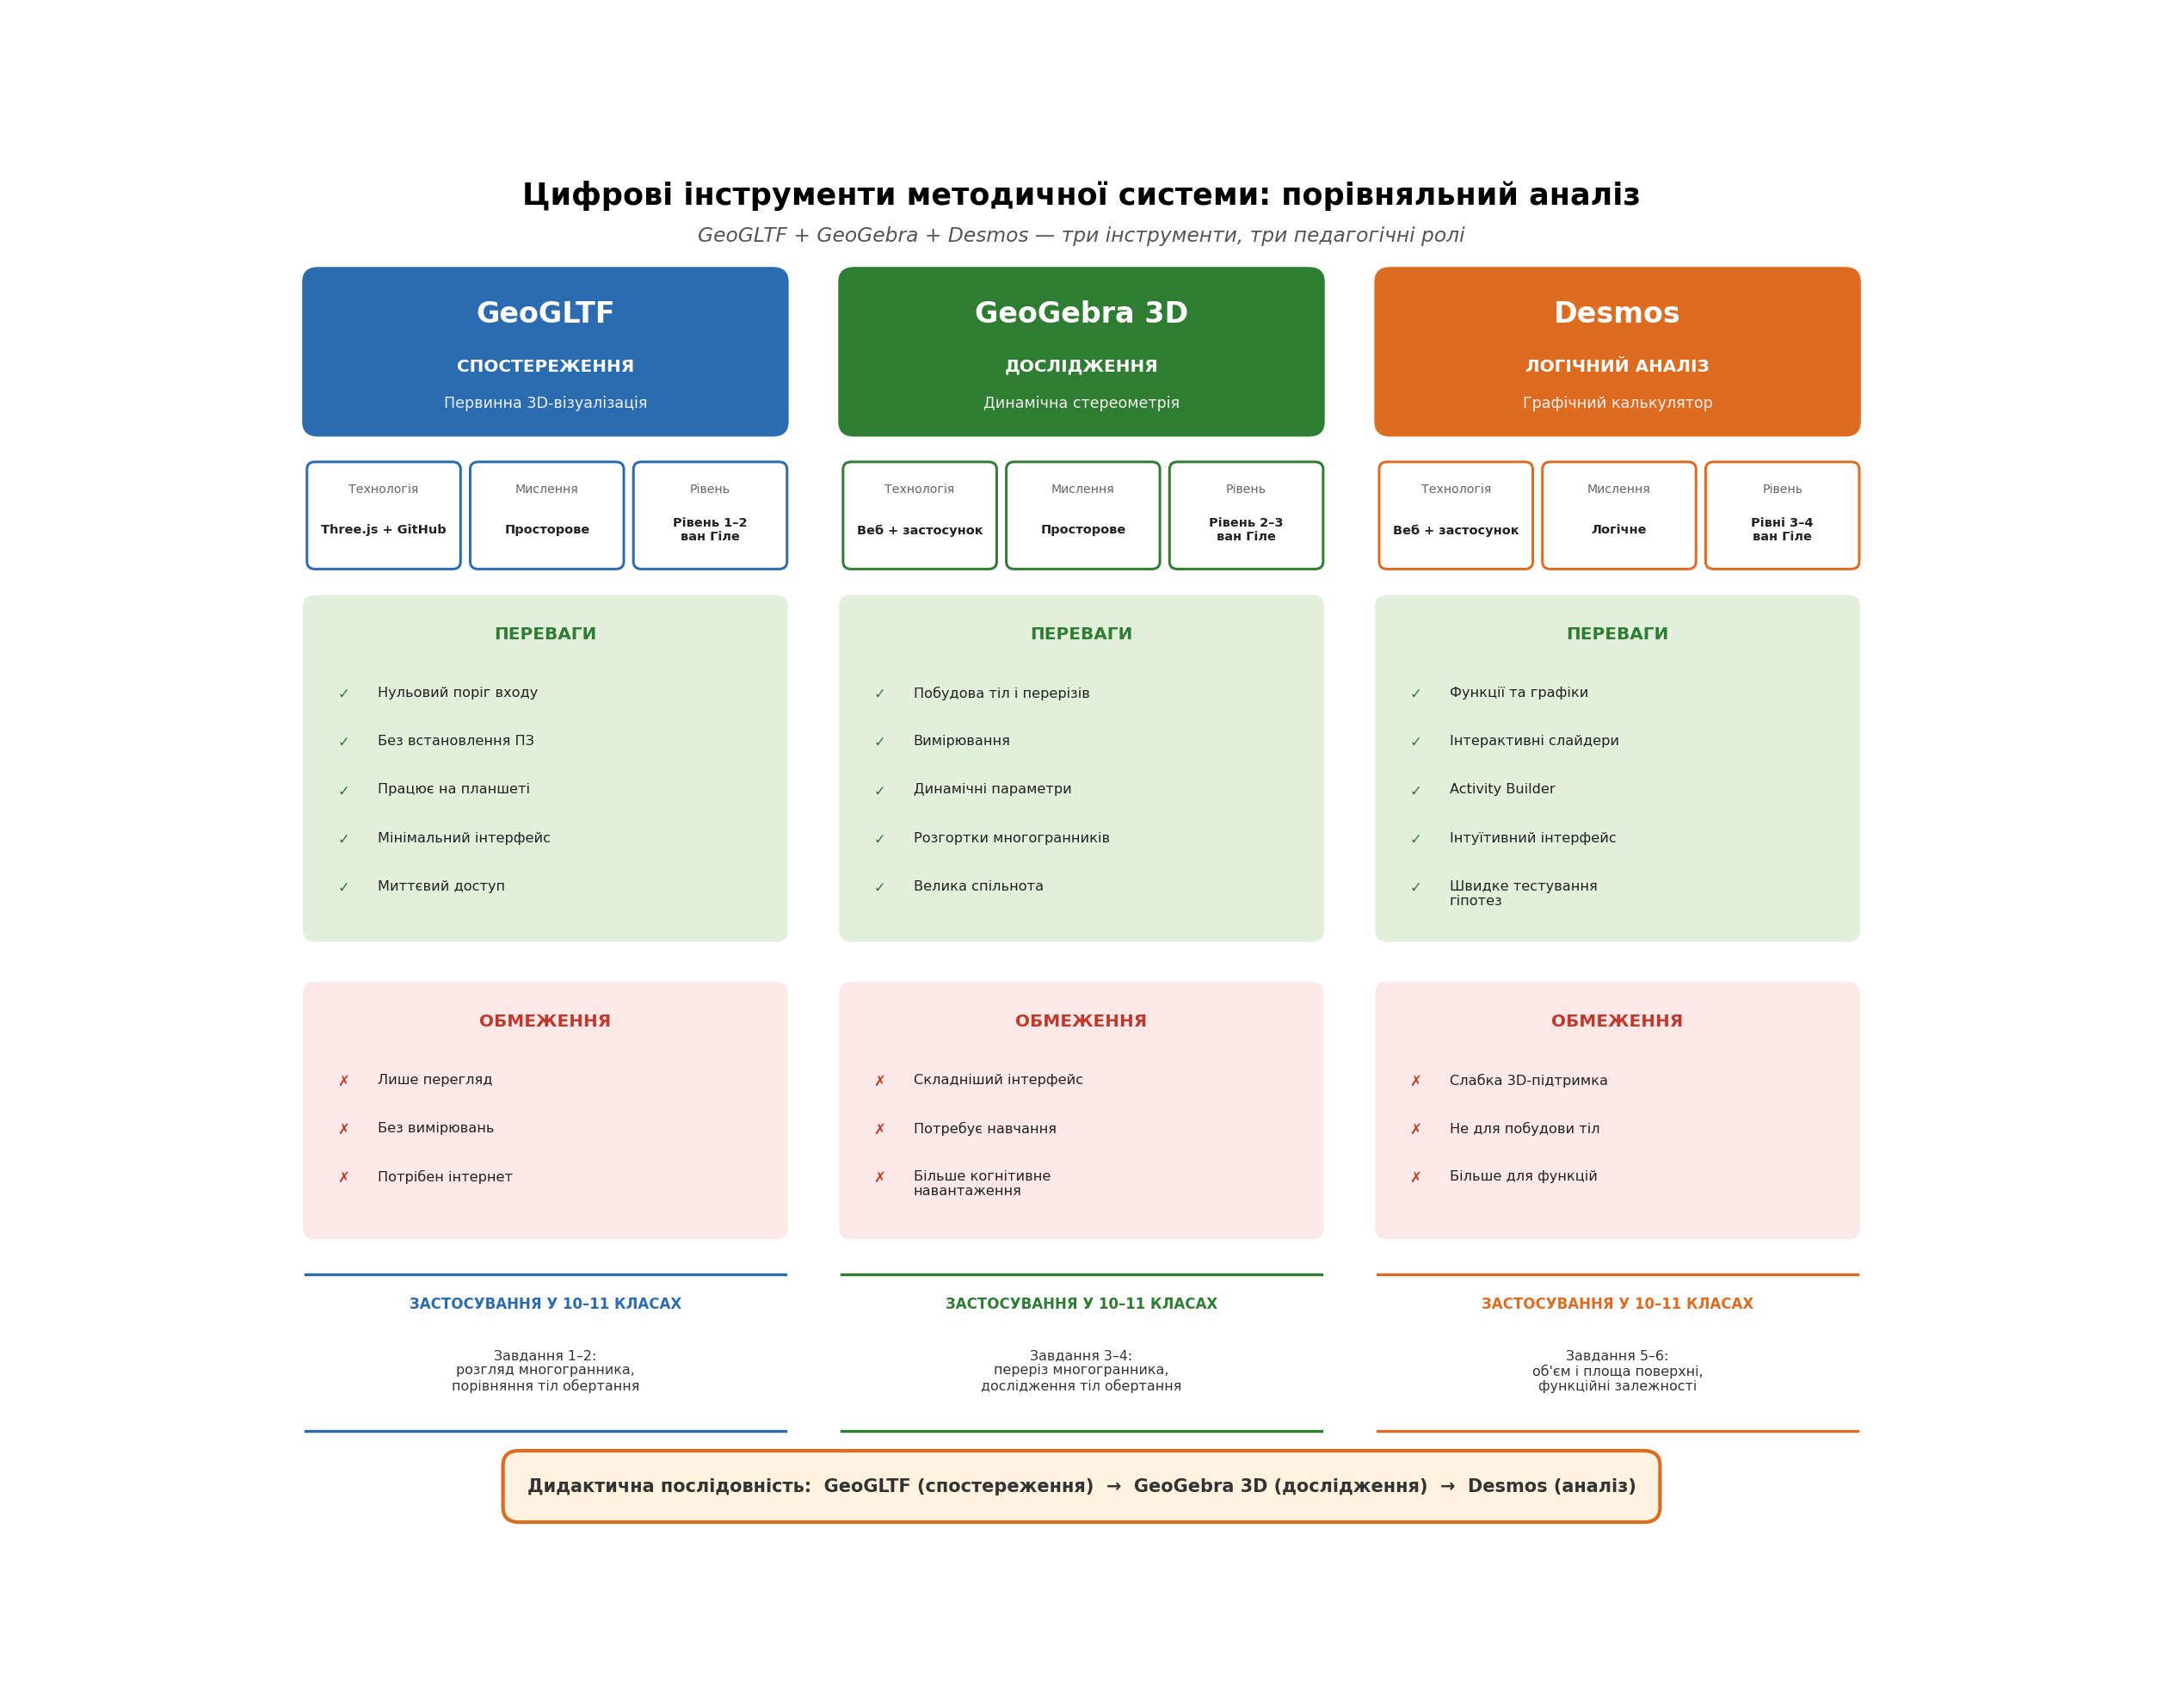 Цифрові інструменти методичної системи: порівняльний аналіз
GeoGLTF + GeoGebra + Desmos — три інструменти, три педагогічні ролі
GeoGLTF
СПОСТЕРЕЖЕННЯ
Первинна 3D-візуалізація
Технологія
Three.js + GitHub
Мислення
Просторове
Рівень
Рівень 1–2
ван Гіле
ПЕРЕВАГИ
✓ Нульовий поріг входу
✓ Без встановлення ПЗ
✓ Працює на планшеті
✓ Мінімальний інтерфейс
✓ Миттєвий доступ
ОБМЕЖЕННЯ
✗ Лише перегляд
✗ Без вимірювань
✗ Потрібен інтернет
ЗАСТОСУВАННЯ У 10–11 КЛАСАХ
Завдання 1–2:
розгляд многогранника,
порівняння тіл обертання
GeoGebra 3D
ДОСЛІДЖЕННЯ
Динамічна стереометрія
Технологія
Веб + застосунок
Мислення
Просторове
Рівень
Рівень 2–3
ван Гіле
ПЕРЕВАГИ
✓ Побудова тіл і перерізів
✓ Вимірювання
✓ Динамічні параметри
✓ Розгортки многогранників
✓ Велика спільнота
ОБМЕЖЕННЯ
✗ Складніший інтерфейс
✗ Потребує навчання
✗ Більше когнітивне
навантаження
ЗАСТОСУВАННЯ У 10–11 КЛАСАХ
Завдання 3–4:
переріз многогранника,
дослідження тіл обертання
Desmos
ЛОГІЧНИЙ АНАЛІЗ
Графічний калькулятор
Технологія
Веб + застосунок
Мислення
Логічне
Рівень
Рівні 3–4
ван Гіле
ПЕРЕВАГИ
✓ Функції та графіки
✓ Інтерактивні слайдери
✓ Activity Builder
✓ Інтуїтивний інтерфейс
✓ Швидке тестування
гіпотез
ОБМЕЖЕННЯ
✗ Слабка 3D-підтримка
✗ Не для побудови тіл
✗ Більше для функцій
ЗАСТОСУВАННЯ У 10–11 КЛАСАХ
Завдання 5–6:
об'єм і площа поверхні,
функційні залежності
Дидактична послідовність: GeoGLTF (спостереження) → GeoGebra 3D (дослідження) → Desmos (аналіз)